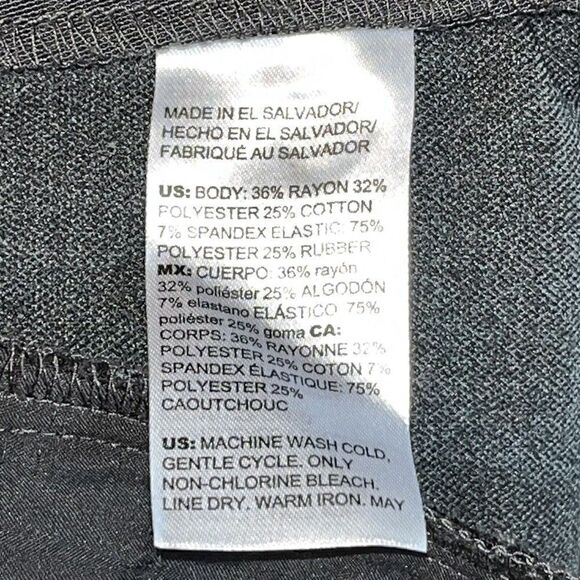 MADE IN EL SALVADOR/
HECHO EN EL SALVADOR/
FABRIQUÉ AU SALVADOR
US: BODY: 36% RAYON 32%
POLYESTER 25% COTTON
7% SPANDEX ELASTIC: 75%
POLYESTER 25% RUBBER
MX: CUERPO: 36% rayón
32% poliéster 25% ALGODÓN
7% elastano ELÁSTICO: 75%
poliéster 25% goma CA:
CORPS: 36% RAYONNE 32%
POLYESTER 25% COTON 7%
SPANDEX ÉLASTIQUE: 75%
POLYESTER 25%
CAOUTCHOUC
US: MACHINE WASH COLD,
GENTLE CYCLE. ONLY
NON-CHLORINE BLEACH.
LINE DRY. WARM IRON. MAY